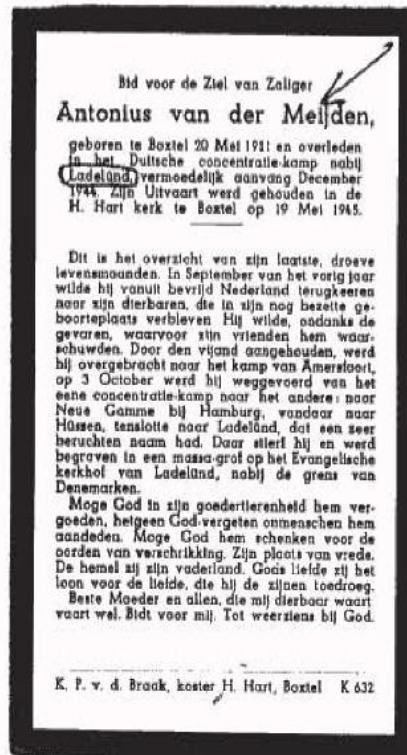 Bid voor de Ziel van Zaliger
Antonius van der Meijden,
geboren te Boxtel 20 Mei 1911 en overleden
in het Duitsche concentratie-kamp nabij
Ladelünd, vermoedelijk aanvang December
1944. Zijn Uitvaart werd gehouden in de
H. Hart kerk te Boxtel op 19 Mei 1945.
Dit is het overzicht van zijn laatste, droeve
levensmaanden. In September van het vorig jaar
wilde hij vanuit bevrijd Nederland terugkeeren
naar zijn dierbaren, die in zijn nog bezette ge-
boorteplaats verbleven Hij wilde, ondanks de
gevaren, waarvoor zijn vrienden hem waar-
schuwden. Door den vijand aangehouden, werd
hij overgebracht naar het kamp van Amersfoort,
op 3 October werd hij weggevoerd van het
eene concentratie-kamp naar het andere: naar
Neue Gamme bij Hamburg, vandaar naar
Hüssen, tenslotte naar Ladelünd, dat een seer
beruchten naam had. Daar stierf hij en werd
begraven in een massa-graf op het Evangelische
kerkhof van Ladelünd, nabij de grens van
Denemarken.
Moge God in zijn goedertierenheid hem ver-
goeden, hetgeen God-vergeten onmenschen hem
aandeden. Moge God hem schenken voor de
oorden van verschrikking. Zijn plaats van vrede.
De hemel zij zijn vaderland. Gods liefde zij het
loon voor de liefde, die hij de zijnen toedroeg.
Beste Moeder en allen, die mij dierbaar waart
vaart wel. Bidt voor mij. Tot weerziens bij God.
K. P. v. d. Braak, koster H. Hart, Boxtel K 632